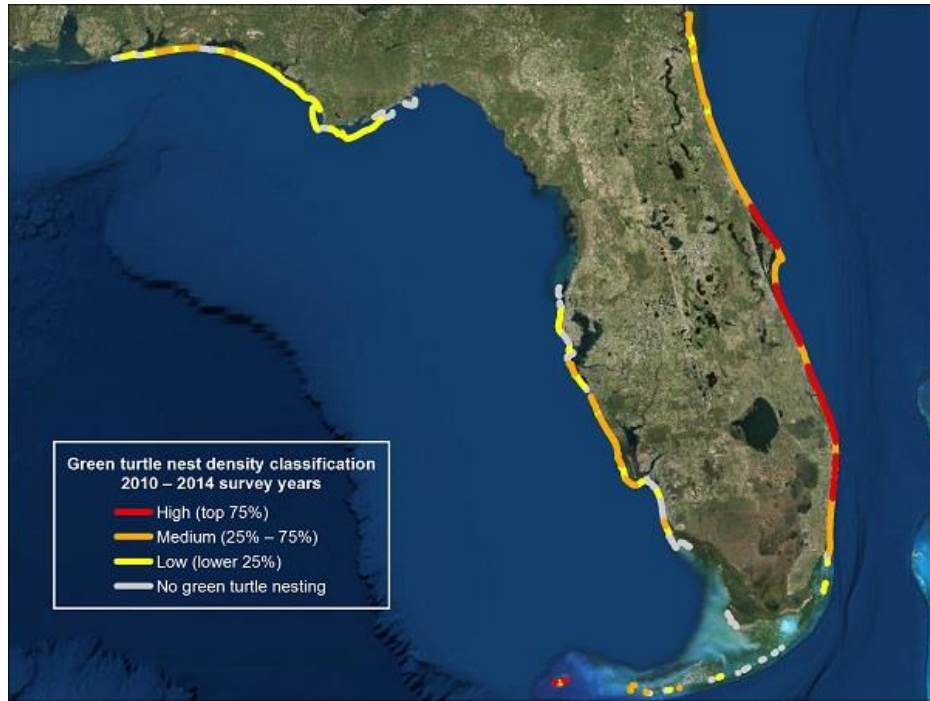 Green turtle nest density classification
2010 – 2014 survey years
High (top 75%)
Medium (25% – 75%)
Low (lower 25%)
No green turtle nesting